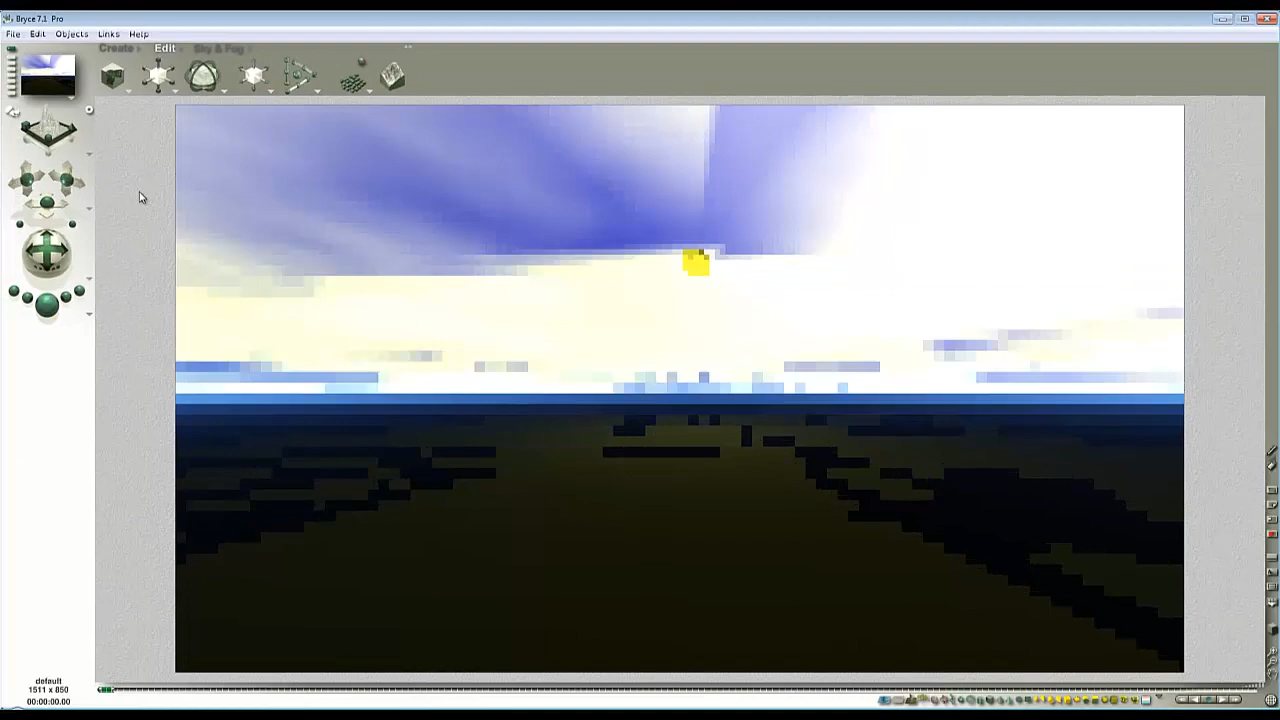 Bryce 7.1 Pro
File Edit Objects Links Help
Create Edit Sky & Fog
default
1511 x 850
00:00:00.00